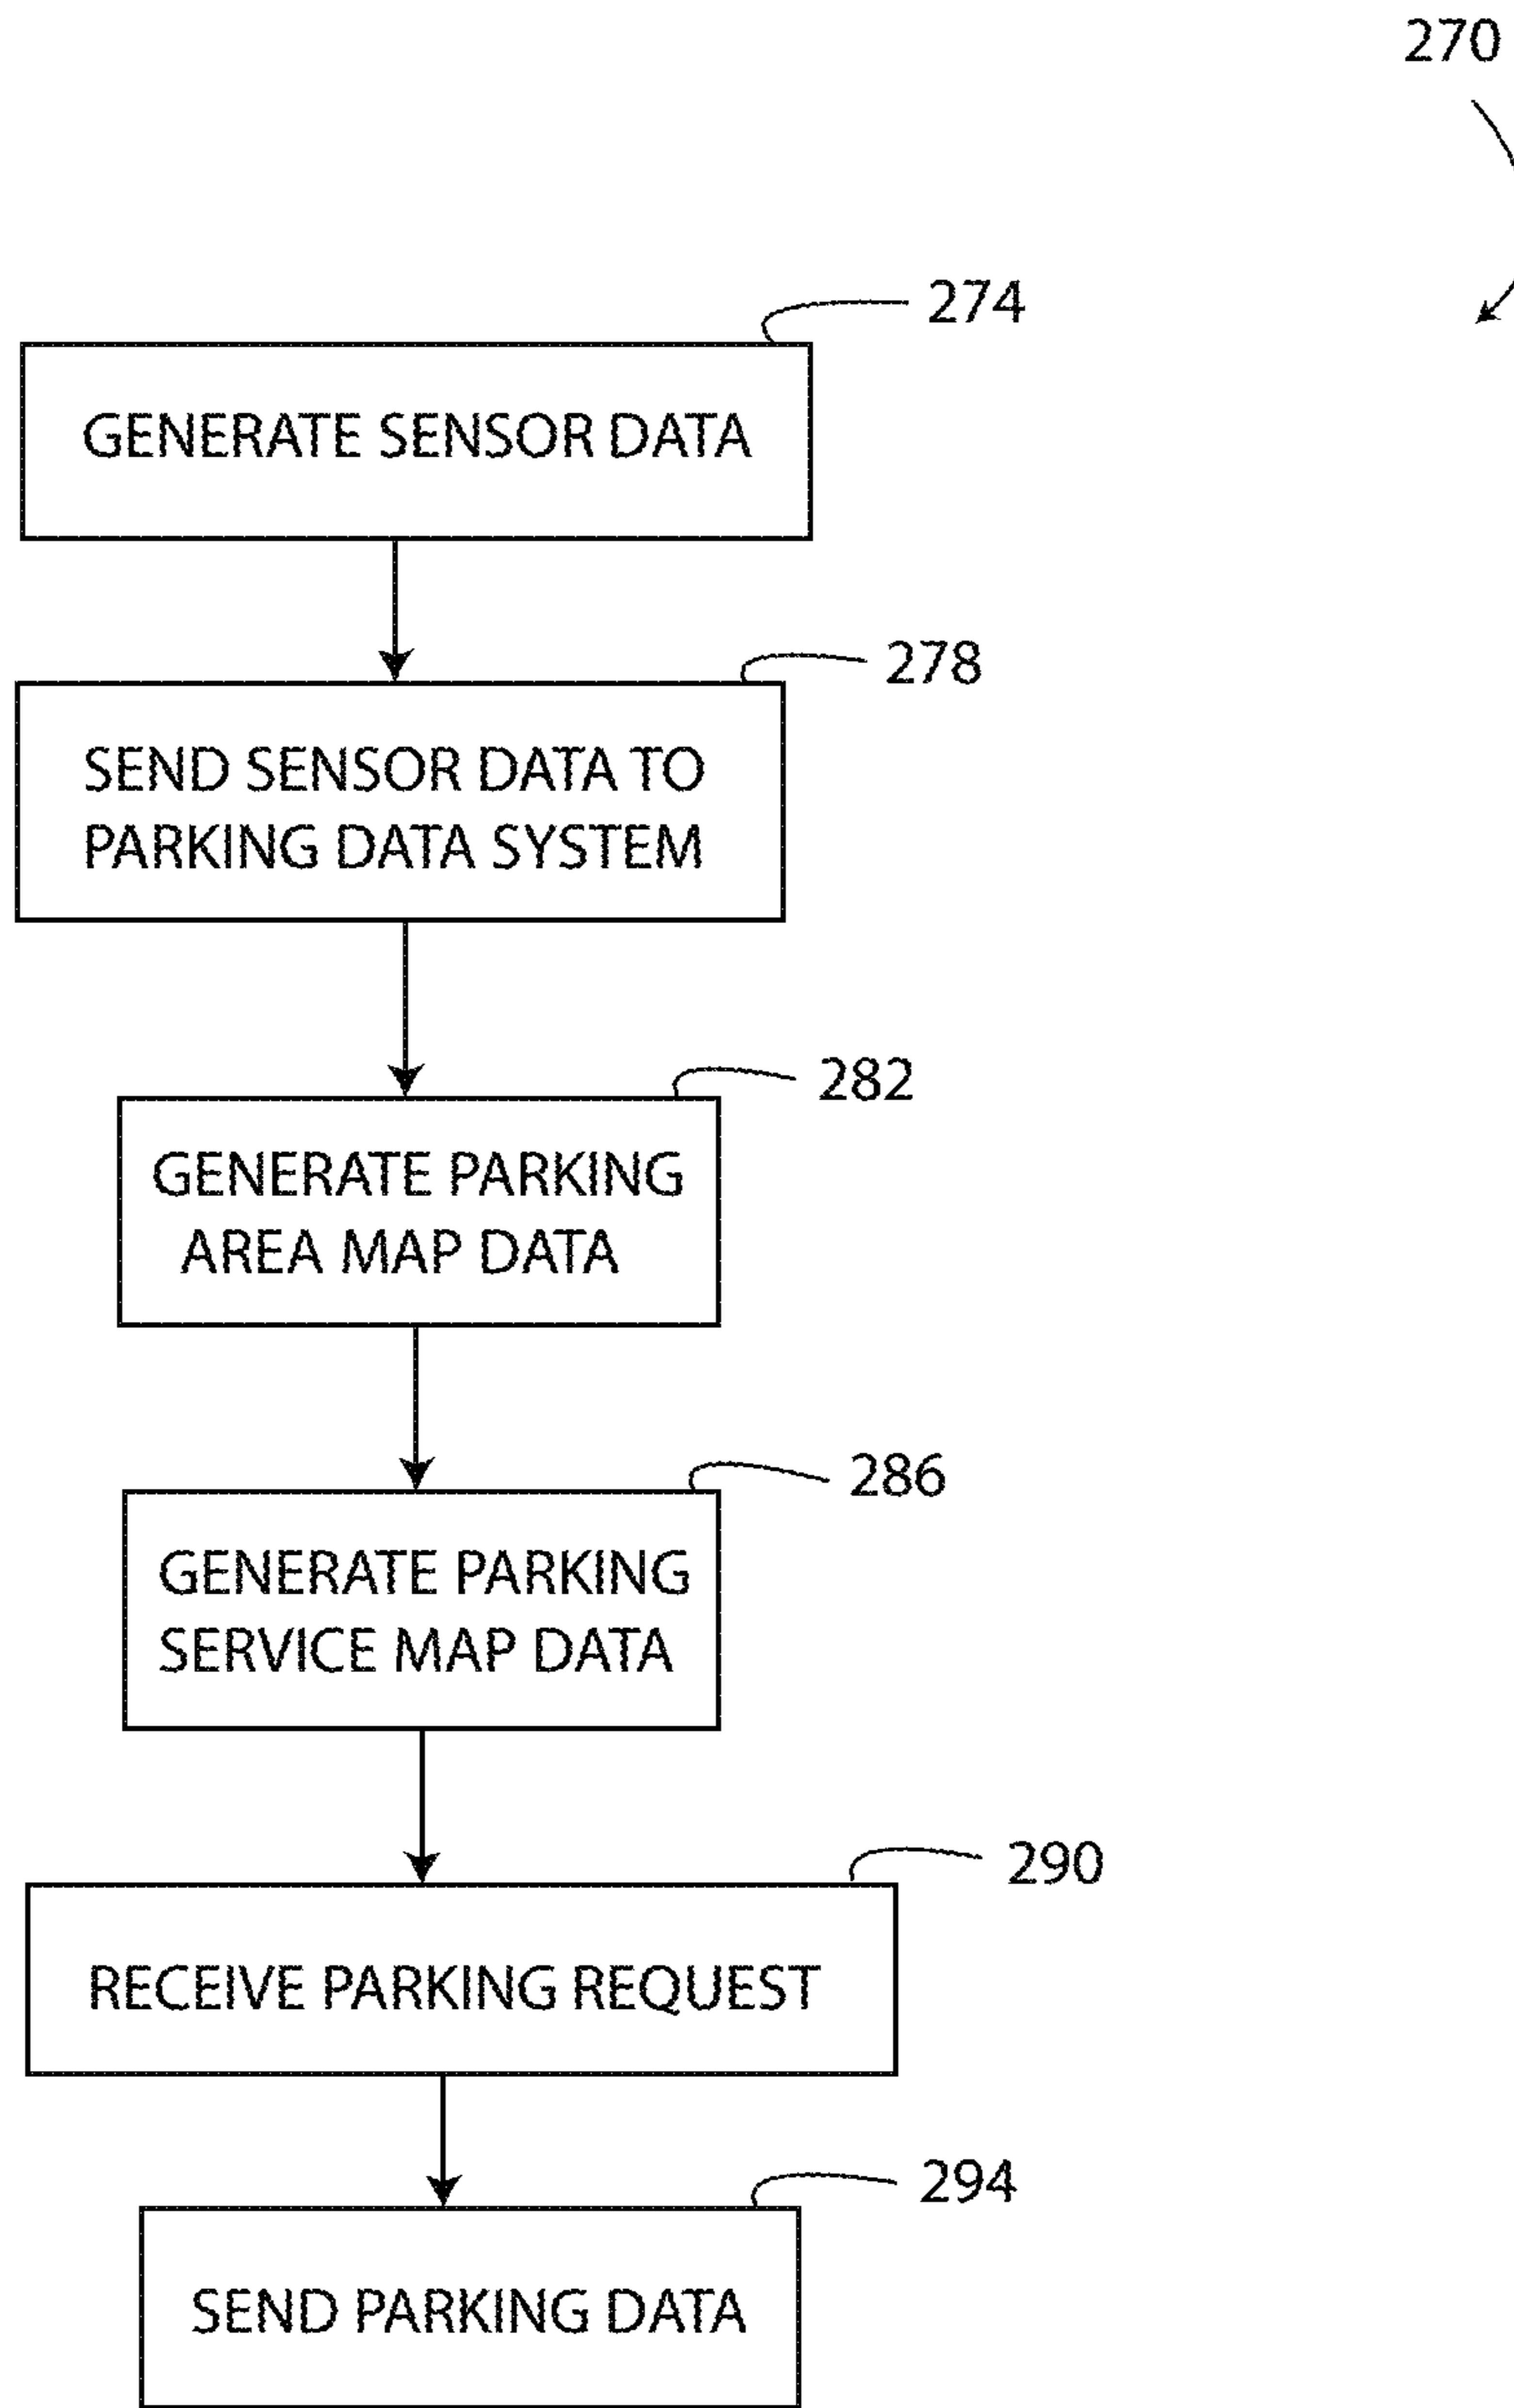 270
274
GENERATE SENSOR DATA
278
SEND SENSOR DATA TO
PARKING DATA SYSTEM
282
GENERATE PARKING
AREA MAP DATA
286
GENERATE PARKING
SERVICE MAP DATA
290
RECEIVE PARKING REQUEST
294
SEND PARKING DATA